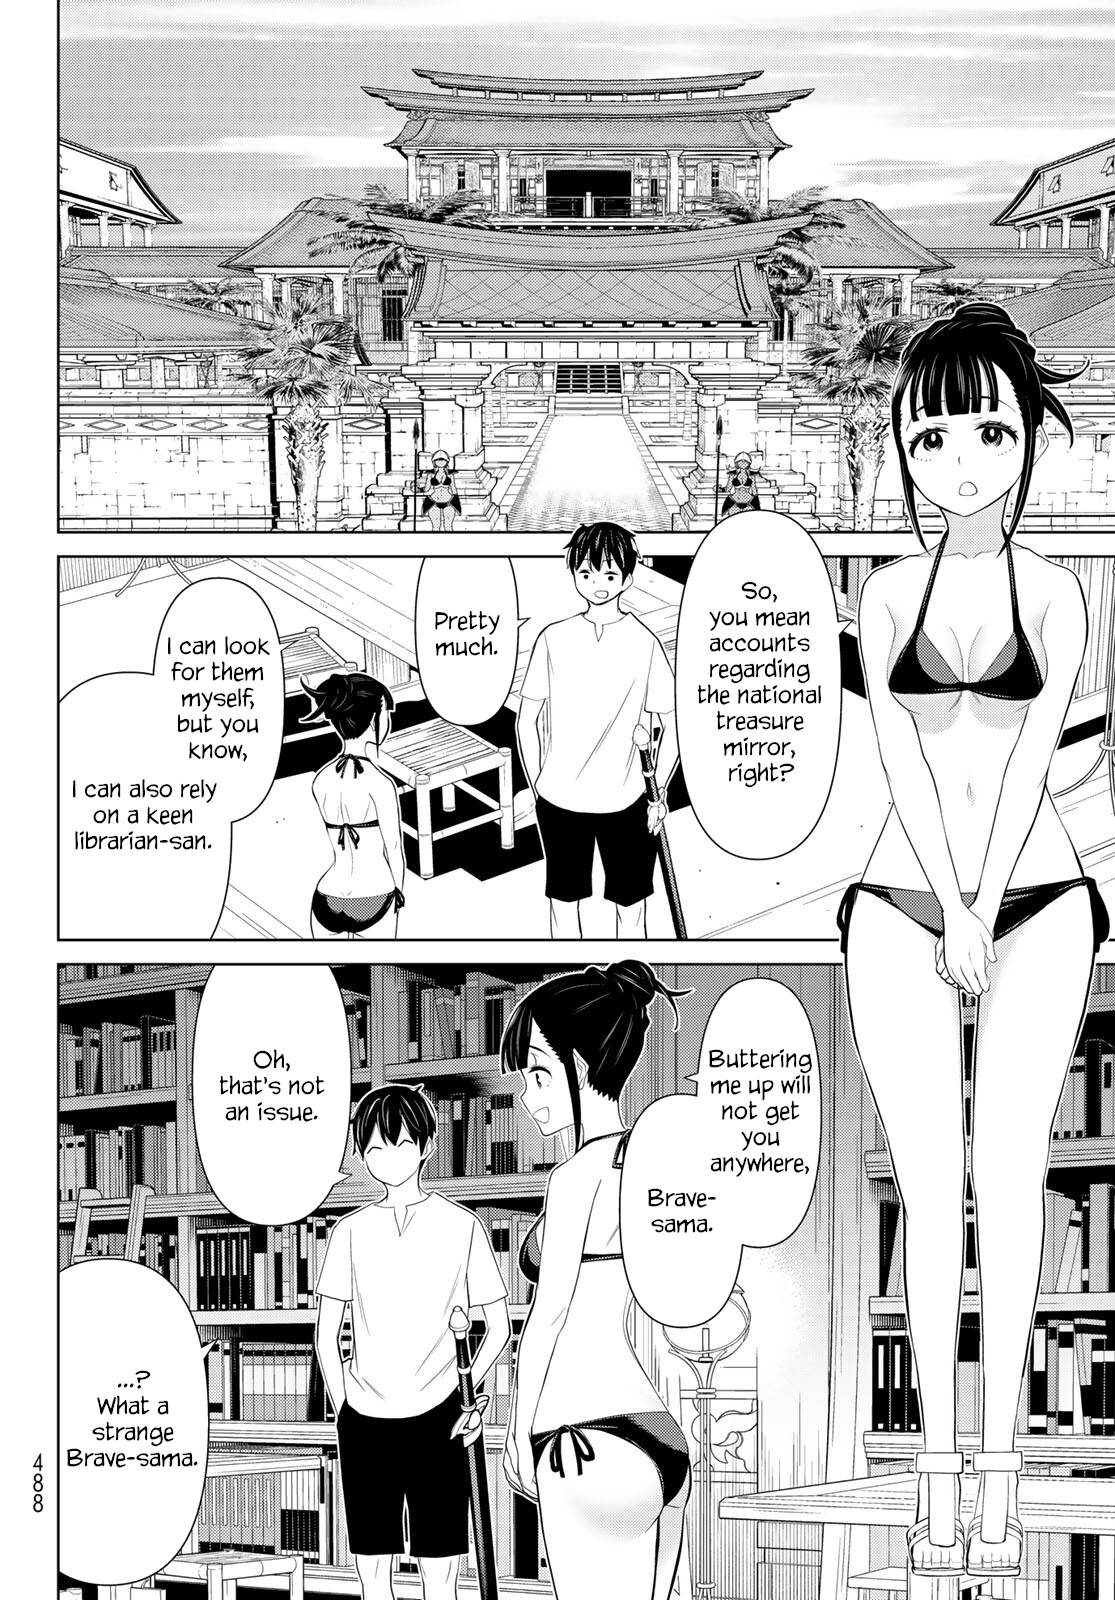 So,
you mean
accounts
regarding
the national
treasure
mirror,
right?
Pretty
much.
I can look
for them
myself,
but you
know,
I can also rely
on a keen
librarian-san.
Buttering
me up will
not get
you
anywhere,
Brave-
sama.
Oh,
that's not
an issue.
...?
What a
strange
Brave-sama.
488